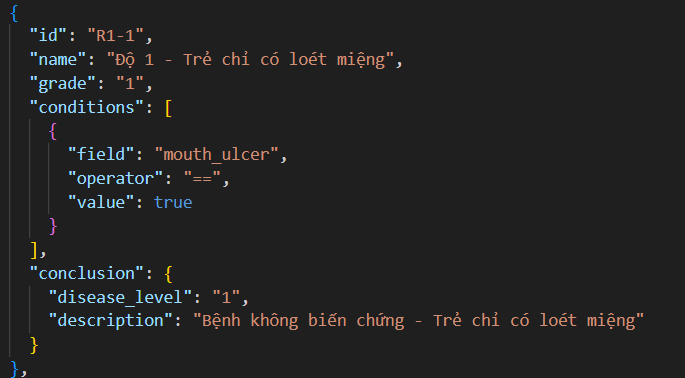 {
"id": "R1-1",
"name": "Độ 1 - Trẻ chỉ có loét miệng",
"grade": "1",
"conditions": [
{
"field": "mouth_ulcer",
"operator": "==",
"value": true
}
],
"conclusion": {
"disease_level": "1",
"description": "Bệnh không biến chứng - Trẻ chỉ có loét miệng"
}
},